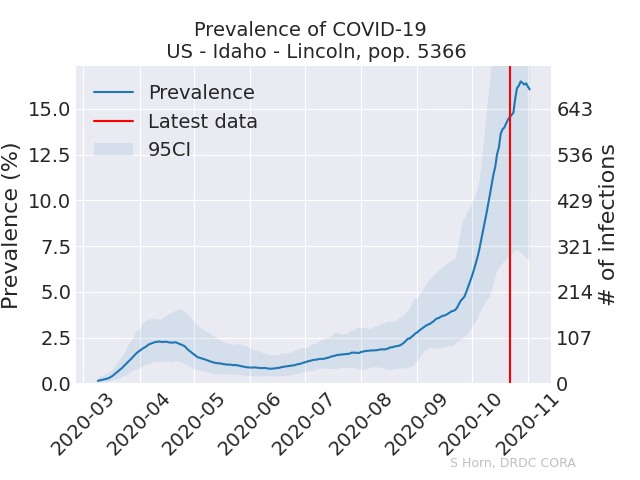 Prevalence of COVID-19
US - Idaho - Lincoln, pop. 5366
Prevalence
Latest data
95CI
Prevalence (%)
15.0
12.5
10.0
7.5
5.0
2.5
0.0
643
536
429
321
214
107
0
# of infections
2020-03
2020-04
2020-05
2020-06
2020-07
2020-08
2020-09
2020-10
2020-11
S Horn, DRDC CORA